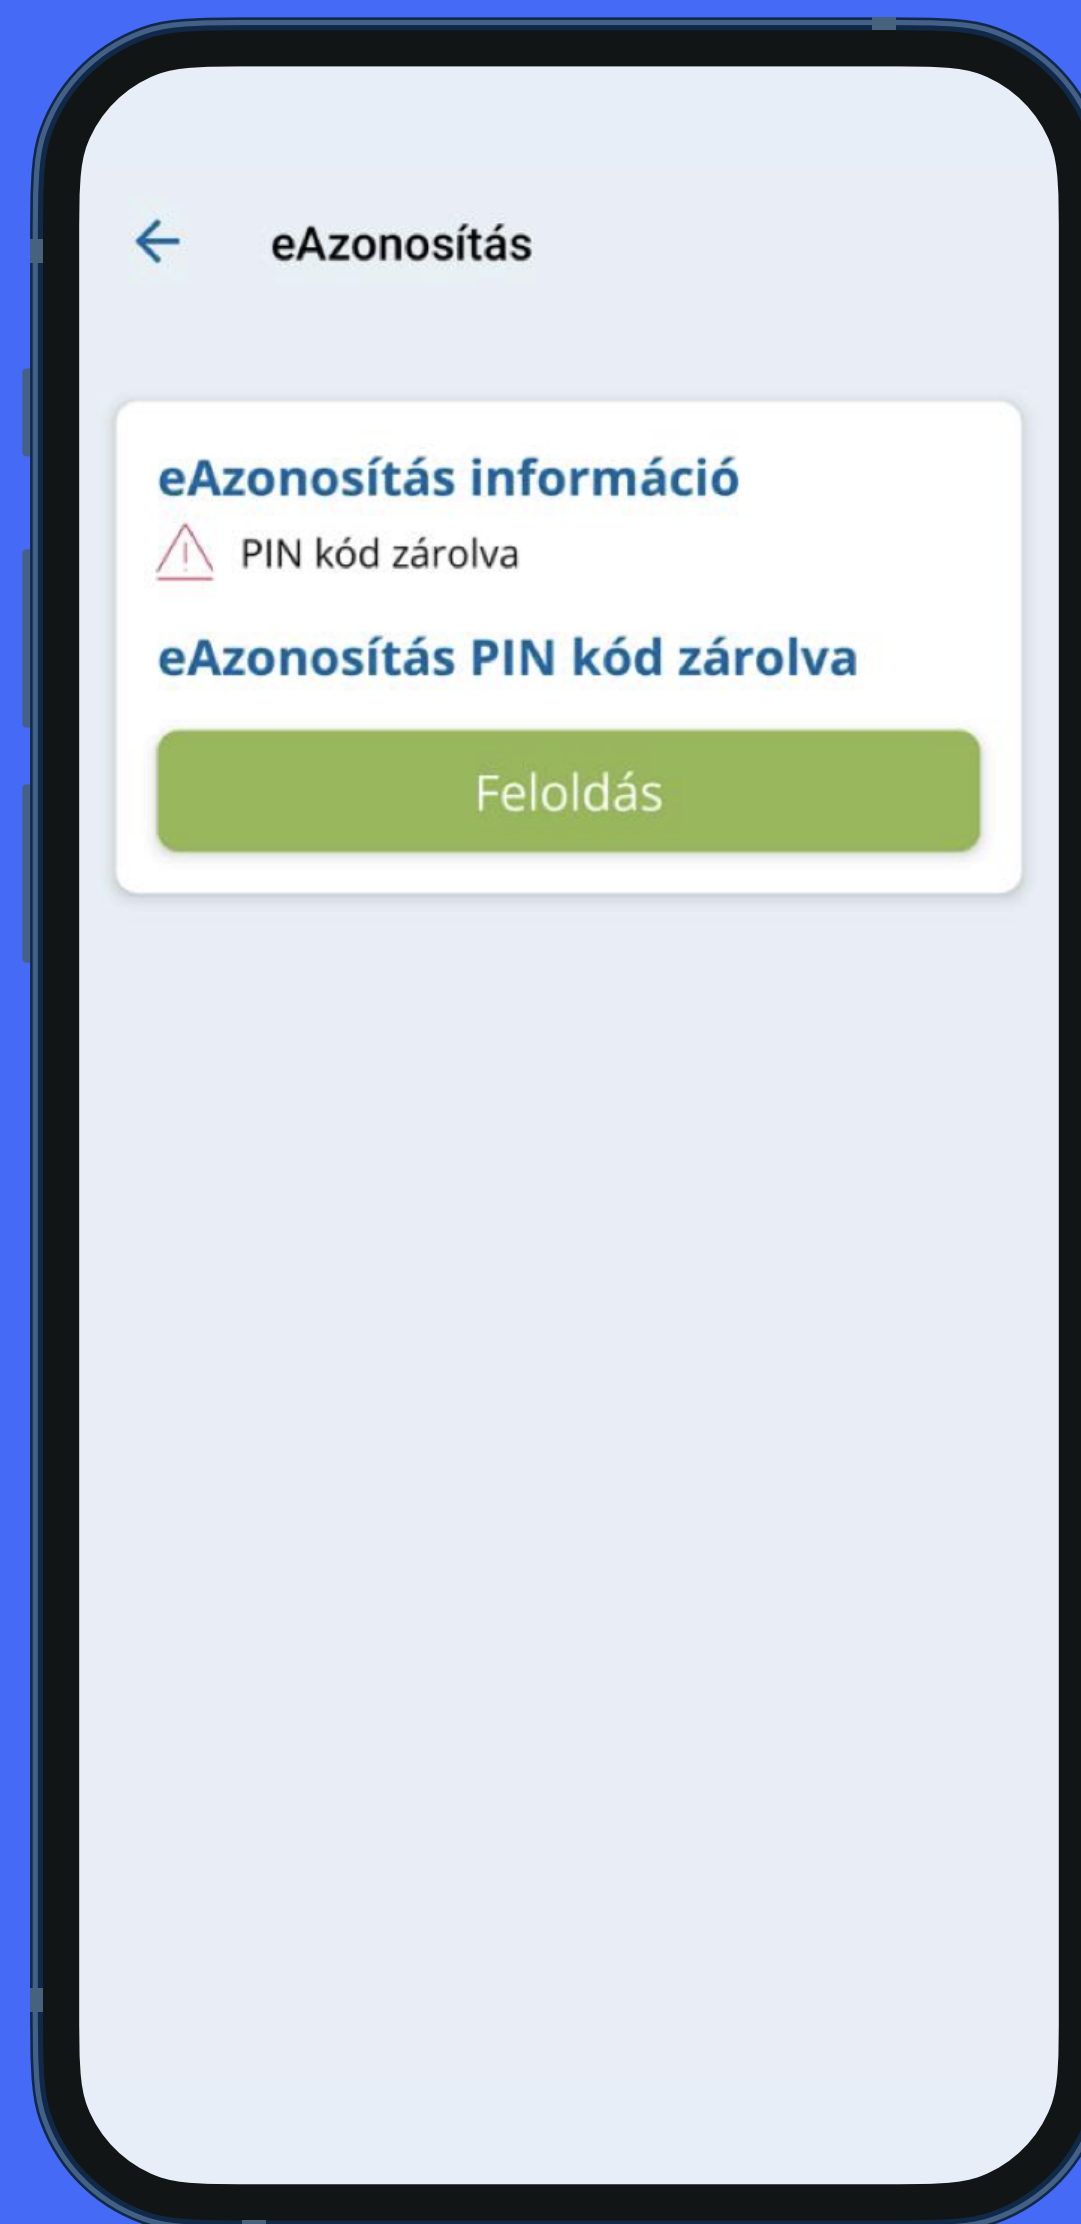 eAzonosítás
eAzonosítás információ
PIN kód zárolva
eAzonosítás PIN kód zárolva
Feloldás